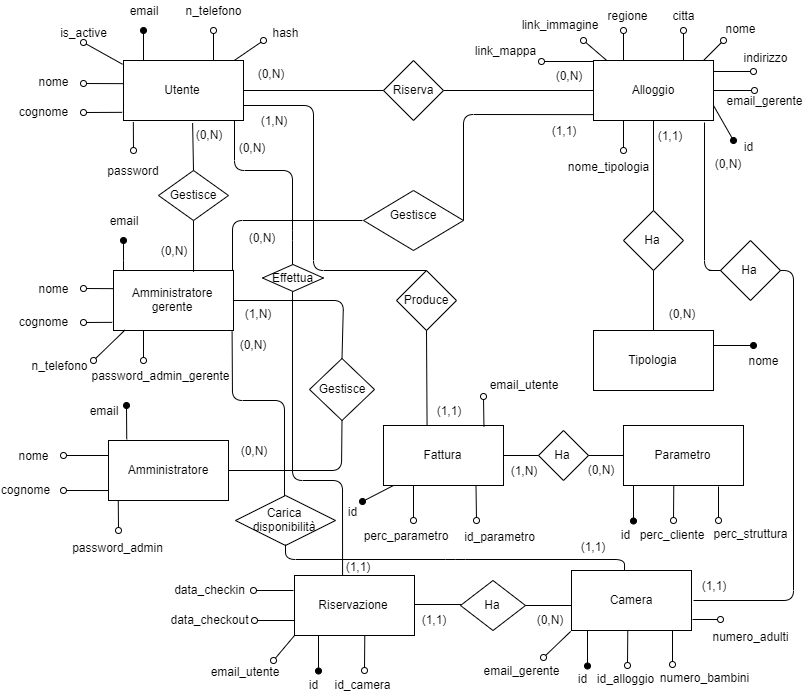 email
n_telefono
link_immagine
regione
citta
nome
is_active
hash
link_mappa
indirizzo
nome
Utente
(0,N)
Riserva
(0,N)
Alloggio
email_gerente
cognome
(1,N)
(1,1)
(1,1)
id
(0,N)
(0,N)
password
nome_tipologia
(0,N)
Gestisce
email
Gestisce
(0,N)
(0,N)
Ha
Ha
Effettua
nome
Amministratore
gerente
Produce
cognome
(1,N)
(0,N)
(0,N)
n_telefono
password_admin_gerente
Tipologia
nome
Gestisce
email_utente
email
(1,1)
nome
(0,N)
Amministratore
Fattura
(1,N)
Ha
(0,N)
Parametro
cognome
id
Carica
disponibilità
perc_parametro
id_parametro
id
perc_cliente
perc_struttura
password_admin
(1,1)
(1,1)
data_checkin
(1,1)
Riservazione
Ha
Camera
data_checkout
(1,1)
(0,N)
numero_adulti
email_utente
email_gerente
id
id_camera
id
id_alloggio
numero_bambini